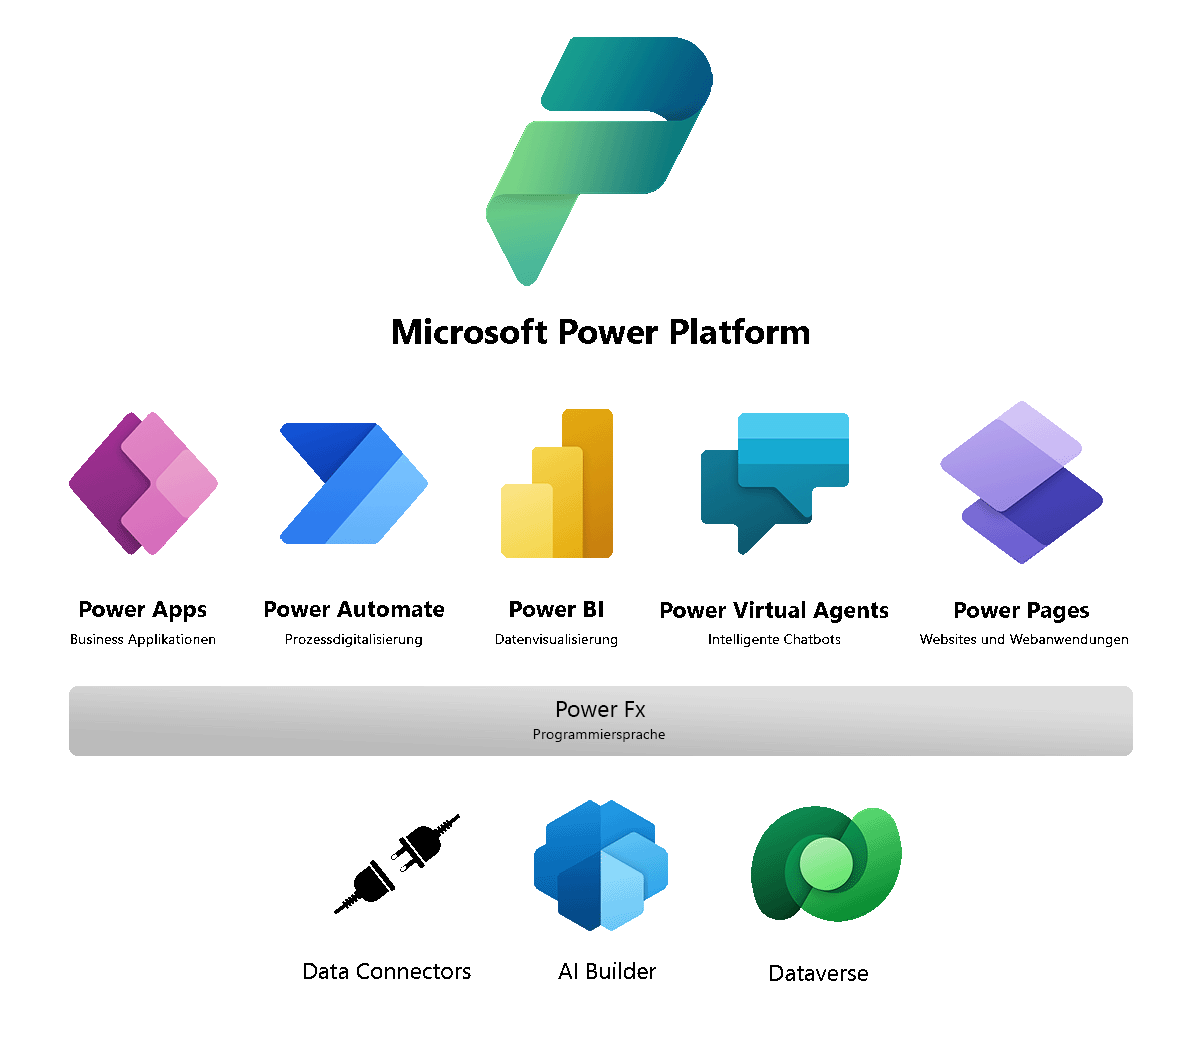 Microsoft Power Platform
Power Apps
Business Applikationen
Power Automate
Prozessdigitalisierung
Power BI
Datenvisualisierung
Power Virtual Agents
Intelligente Chatbots
Power Pages
Websites und Webanwendungen
Power Fx
Programmiersprache
Data Connectors
AI Builder
Dataverse